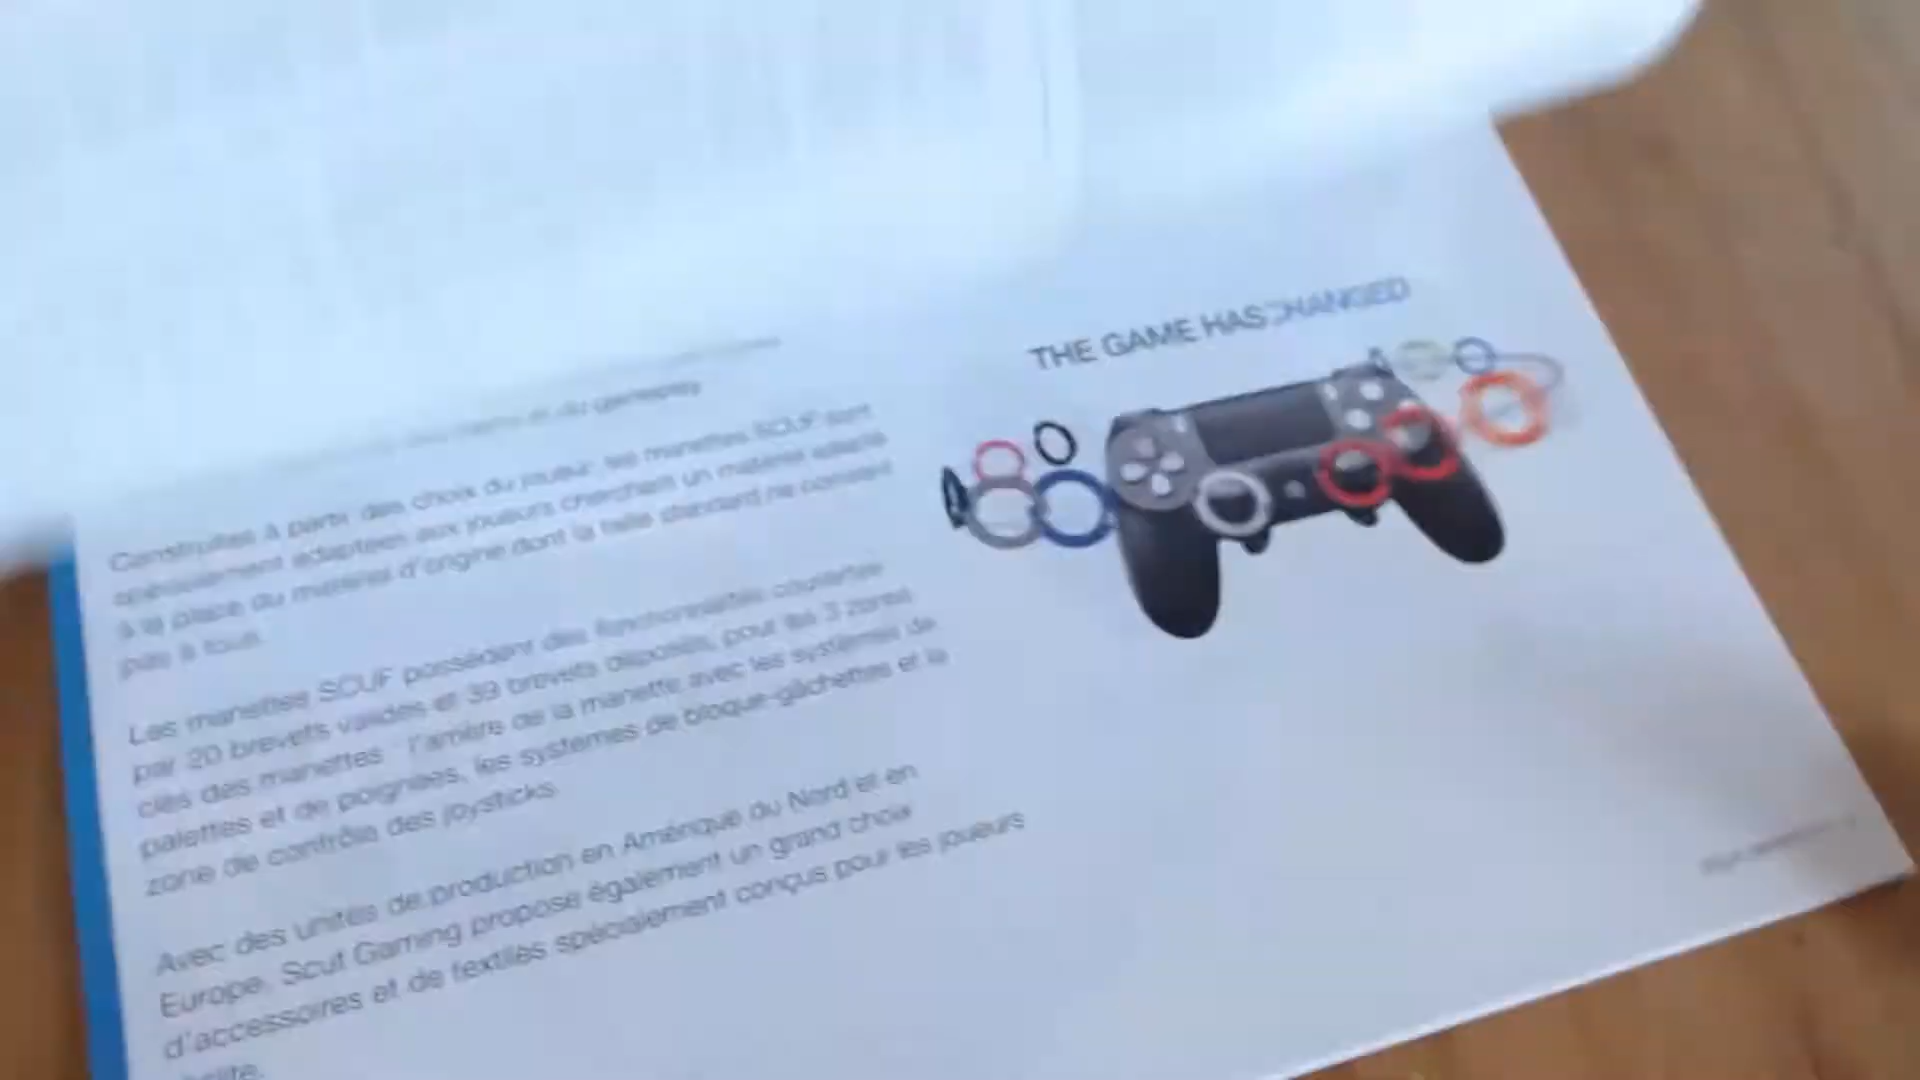 et du gameplay.
Construites à partir des choix du joueur, les manettes SCUF sont
spécialement adaptées aux joueurs cherchant un matériel adapté
à la place du matériel d'origine dont la taille standard ne convient
pas à tous.
Les manettes SCUF possèdent des fonctionnalités couvertes
par 20 brevets validés et 39 brevets déposés, pour les 3 zones
clés des manettes : l'arrière de la manette avec les systèmes de
palettes et de poignées, les systèmes de bloque-gâchettes et la
zone de contrôle des joysticks.
Avec des unités de production en Amérique du Nord et en
Europe, Scuf Gaming propose également un grand choix
d'accessoires et de textiles spécialement conçus pour les joueurs
THE GAME HAS CHANGED